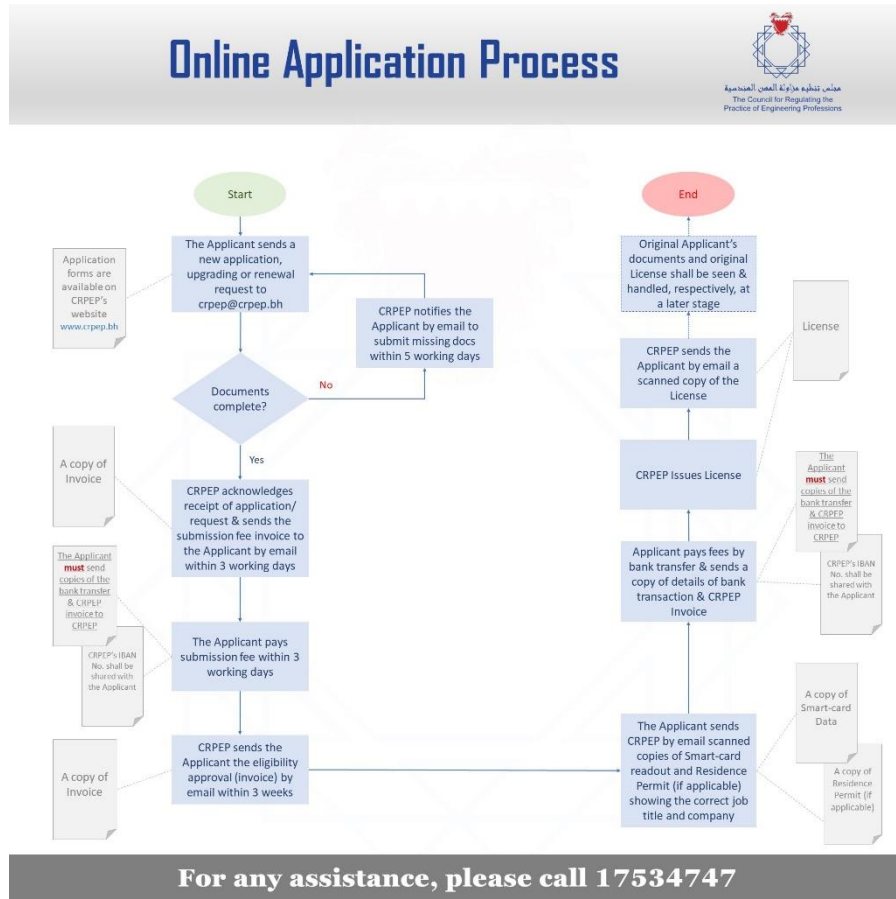 Online Application Process
مجلس تنظيم مزاولة المهن الهندسية
The Council for Regulating the
Practice of Engineering Professions
Start
The Applicant sends a
new application,
upgrading or renewal
request to
crpep@crpep.bh
Application
forms are
available on
CRPEP's
website
www.crpep.bh
CRPEP notifies the
Applicant by email to
submit missing docs
within 5 working days
Documents
complete?
No
Yes
A copy of
Invoice
CRPEP acknowledges
receipt of application/
request & sends the
submission fee invoice to
the Applicant by email
within 3 working days
The Applicant
must send
copies of the
bank transfer
& CRPEP
invoice to
CRPEP
CRPEP's IBAN
No. shall be
shared with
the Applicant
The Applicant pays
submission fee within 3
working days
A copy of
Invoice
CRPEP sends the
Applicant the eligibility
approval (invoice) by
email within 3 weeks
The Applicant sends
CRPEP by email scanned
copies of Smart-card
readout and Residence
Permit (if applicable)
showing the correct job
title and company
A copy of
Smart-card
Data
A copy of
Residence
Permit (if
applicable)
Applicant pays fees by
bank transfer & sends a
copy of details of bank
transaction & CRPEP
Invoice
The
Applicant
must send
copies of the
bank transfer
& CRPEP
invoice to
CRPEP
CRPEP's IBAN
No. shall be
shared with
the Applicant
CRPEP Issues License
CRPEP sends the
Applicant by email a
scanned copy of the
License
License
Original Applicant's
documents and original
License shall be seen &
handled, respectively, at
a later stage
End
For any assistance, please call 17534747